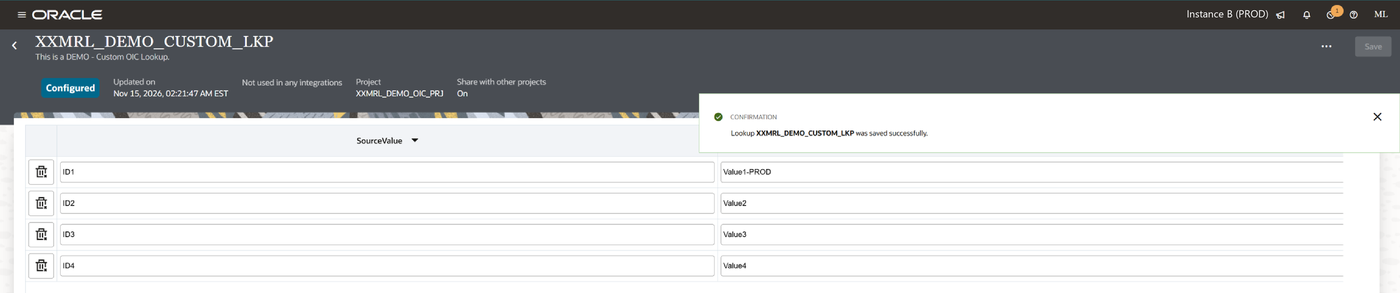 ORACLE
Instance B (PROD)
1
ML
XXMRL_DEMO_CUSTOM_LKP
This is a DEMO - Custom OIC Lookup.
Save
Configured
Updated on
Nov 15, 2026, 02:21:47 AM EST
Not used in any integrations
Project
XXMRL_DEMO_OIC_PRJ
Share with other projects
On
CONFIRMATION
Lookup XXMRL_DEMO_CUSTOM_LKP was saved successfully.
SourceValue
ID1 Value1-PROD
ID2 Value2
ID3 Value3
ID4 Value4